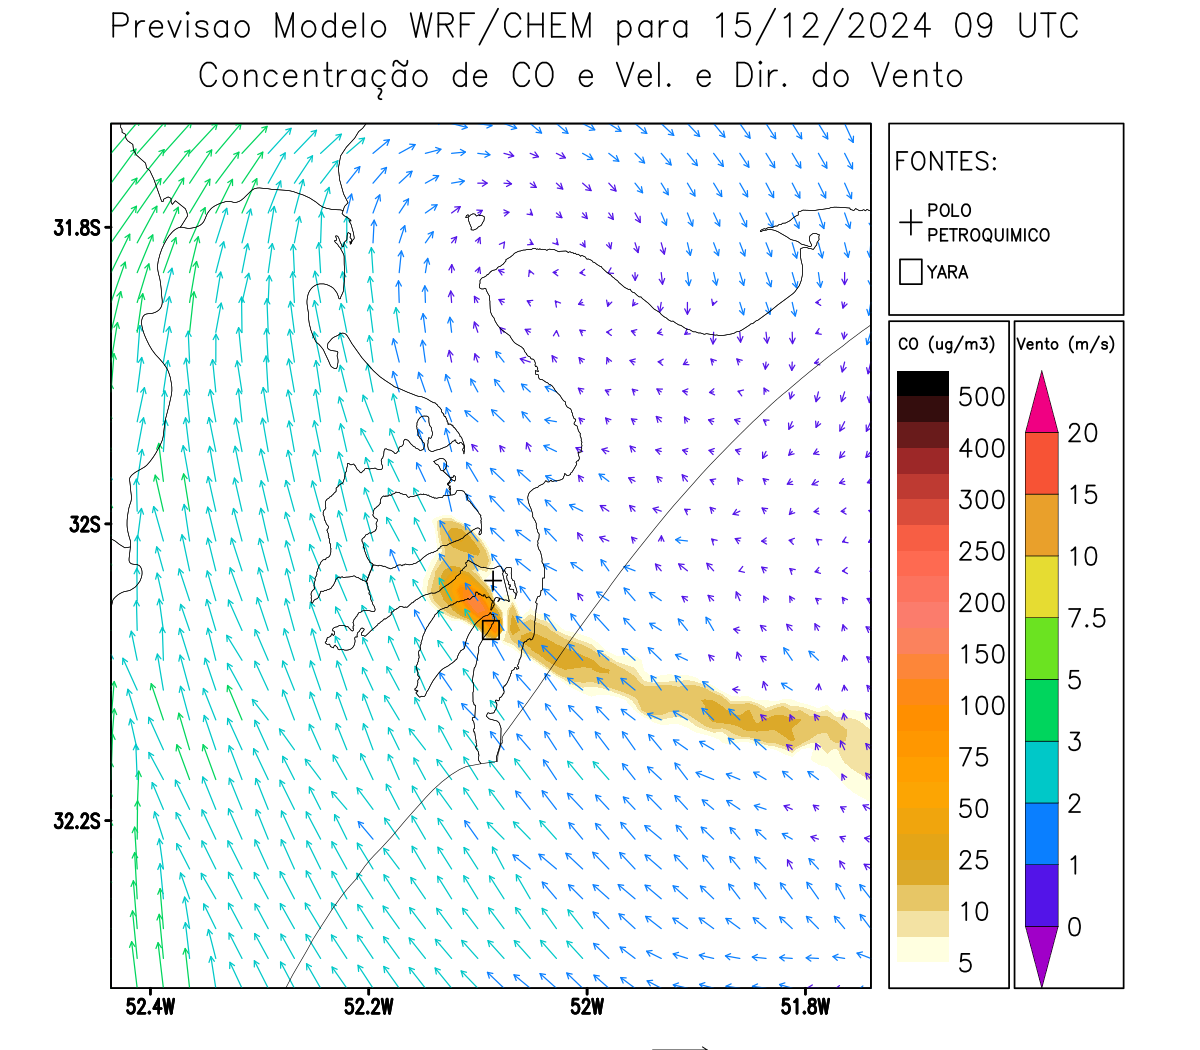 Previsao Modelo WRF/CHEM para 15/12/2024 09 UTC
Concentração de CO e Vel. e Dir. do Vento
FONTES:
POLO
PETROQUIMICO
YARA
CO (ug/m3)
500
400
300
250
200
150
100
75
50
25
10
5
Vento (m/s)
20
15
10
7.5
5
3
2
1
0
31.8S
32S
32.2S
52.4W
52.2W
52W
51.8W